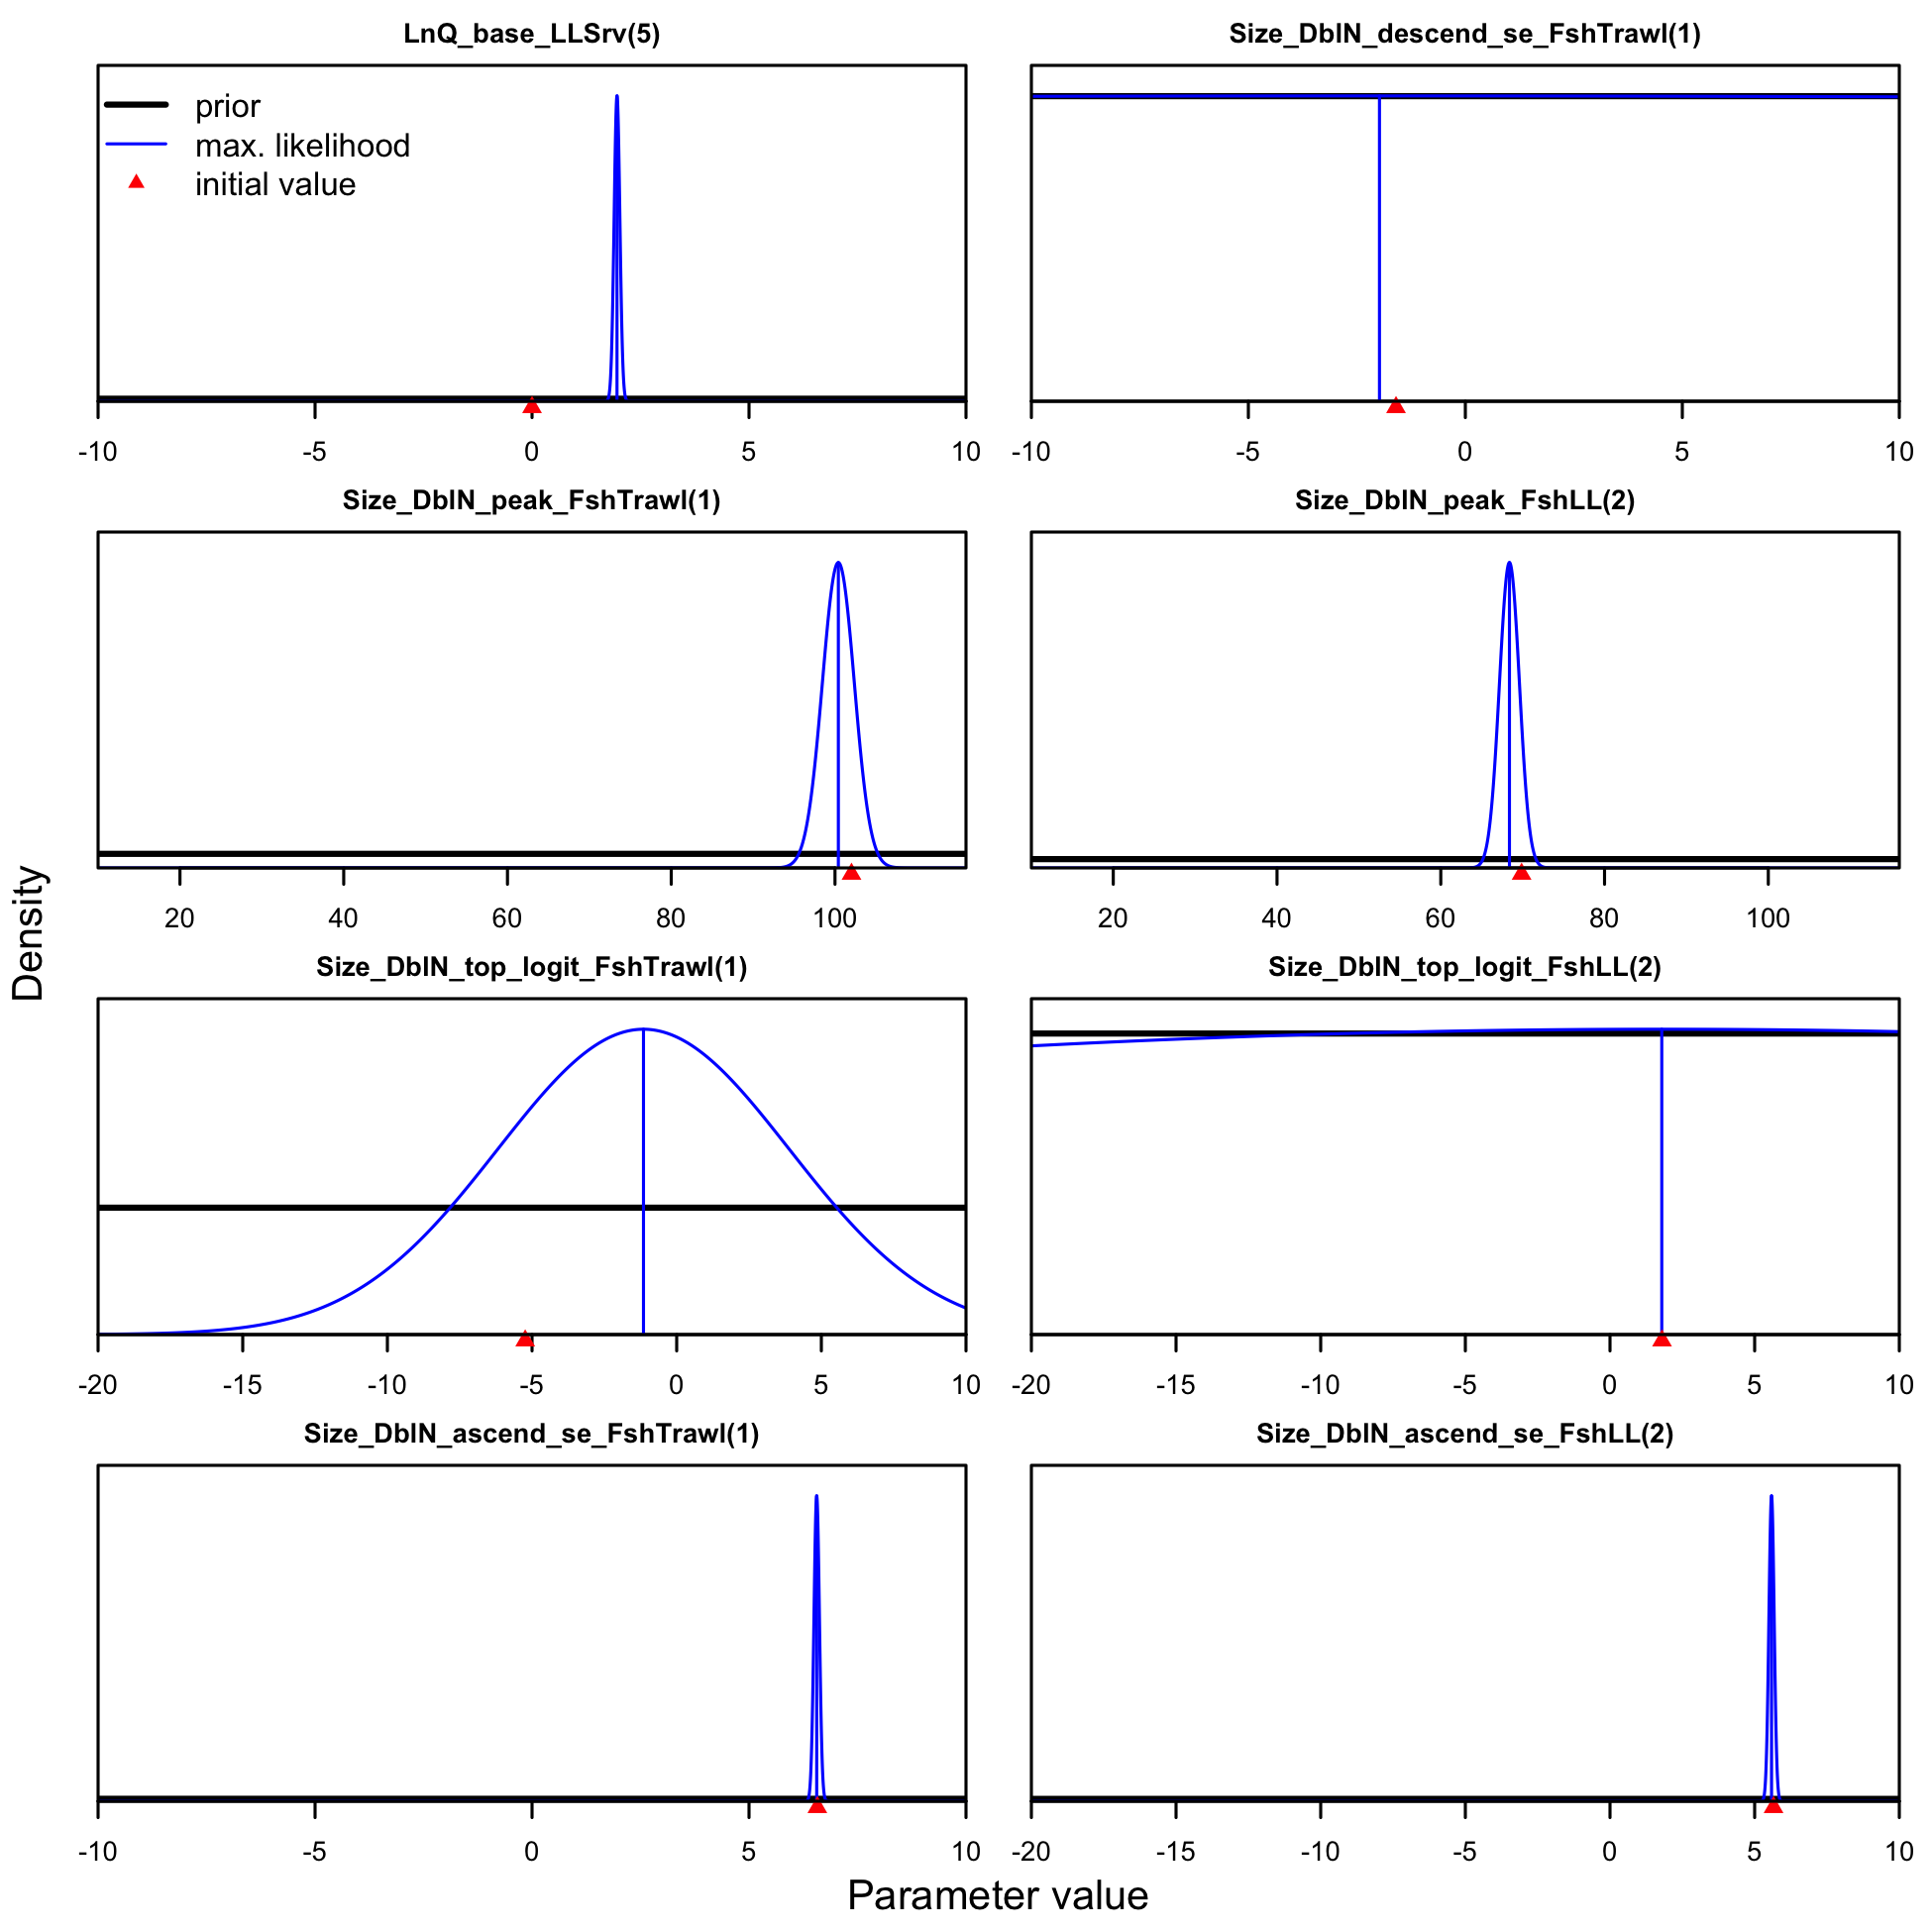 LnQ_base_LLSrv(5)
Size_DblN_descend_se_FshTrawl(1)
prior
max. likelihood
initial value
-10 -5 0 5 10
-10 -5 0 5 10
Size_DblN_peak_FshTrawl(1)
Size_DblN_peak_FshLL(2)
20 40 60 80 100
20 40 60 80 100
Density
Size_DblN_top_logit_FshTrawl(1)
Size_DblN_top_logit_FshLL(2)
-20 -15 -10 -5 0 5 10
-20 -15 -10 -5 0 5 10
Size_DblN_ascend_se_FshTrawl(1)
Size_DblN_ascend_se_FshLL(2)
-10 -5 0 5 10
-20 -15 -10 -5 0 5 10
Parameter value